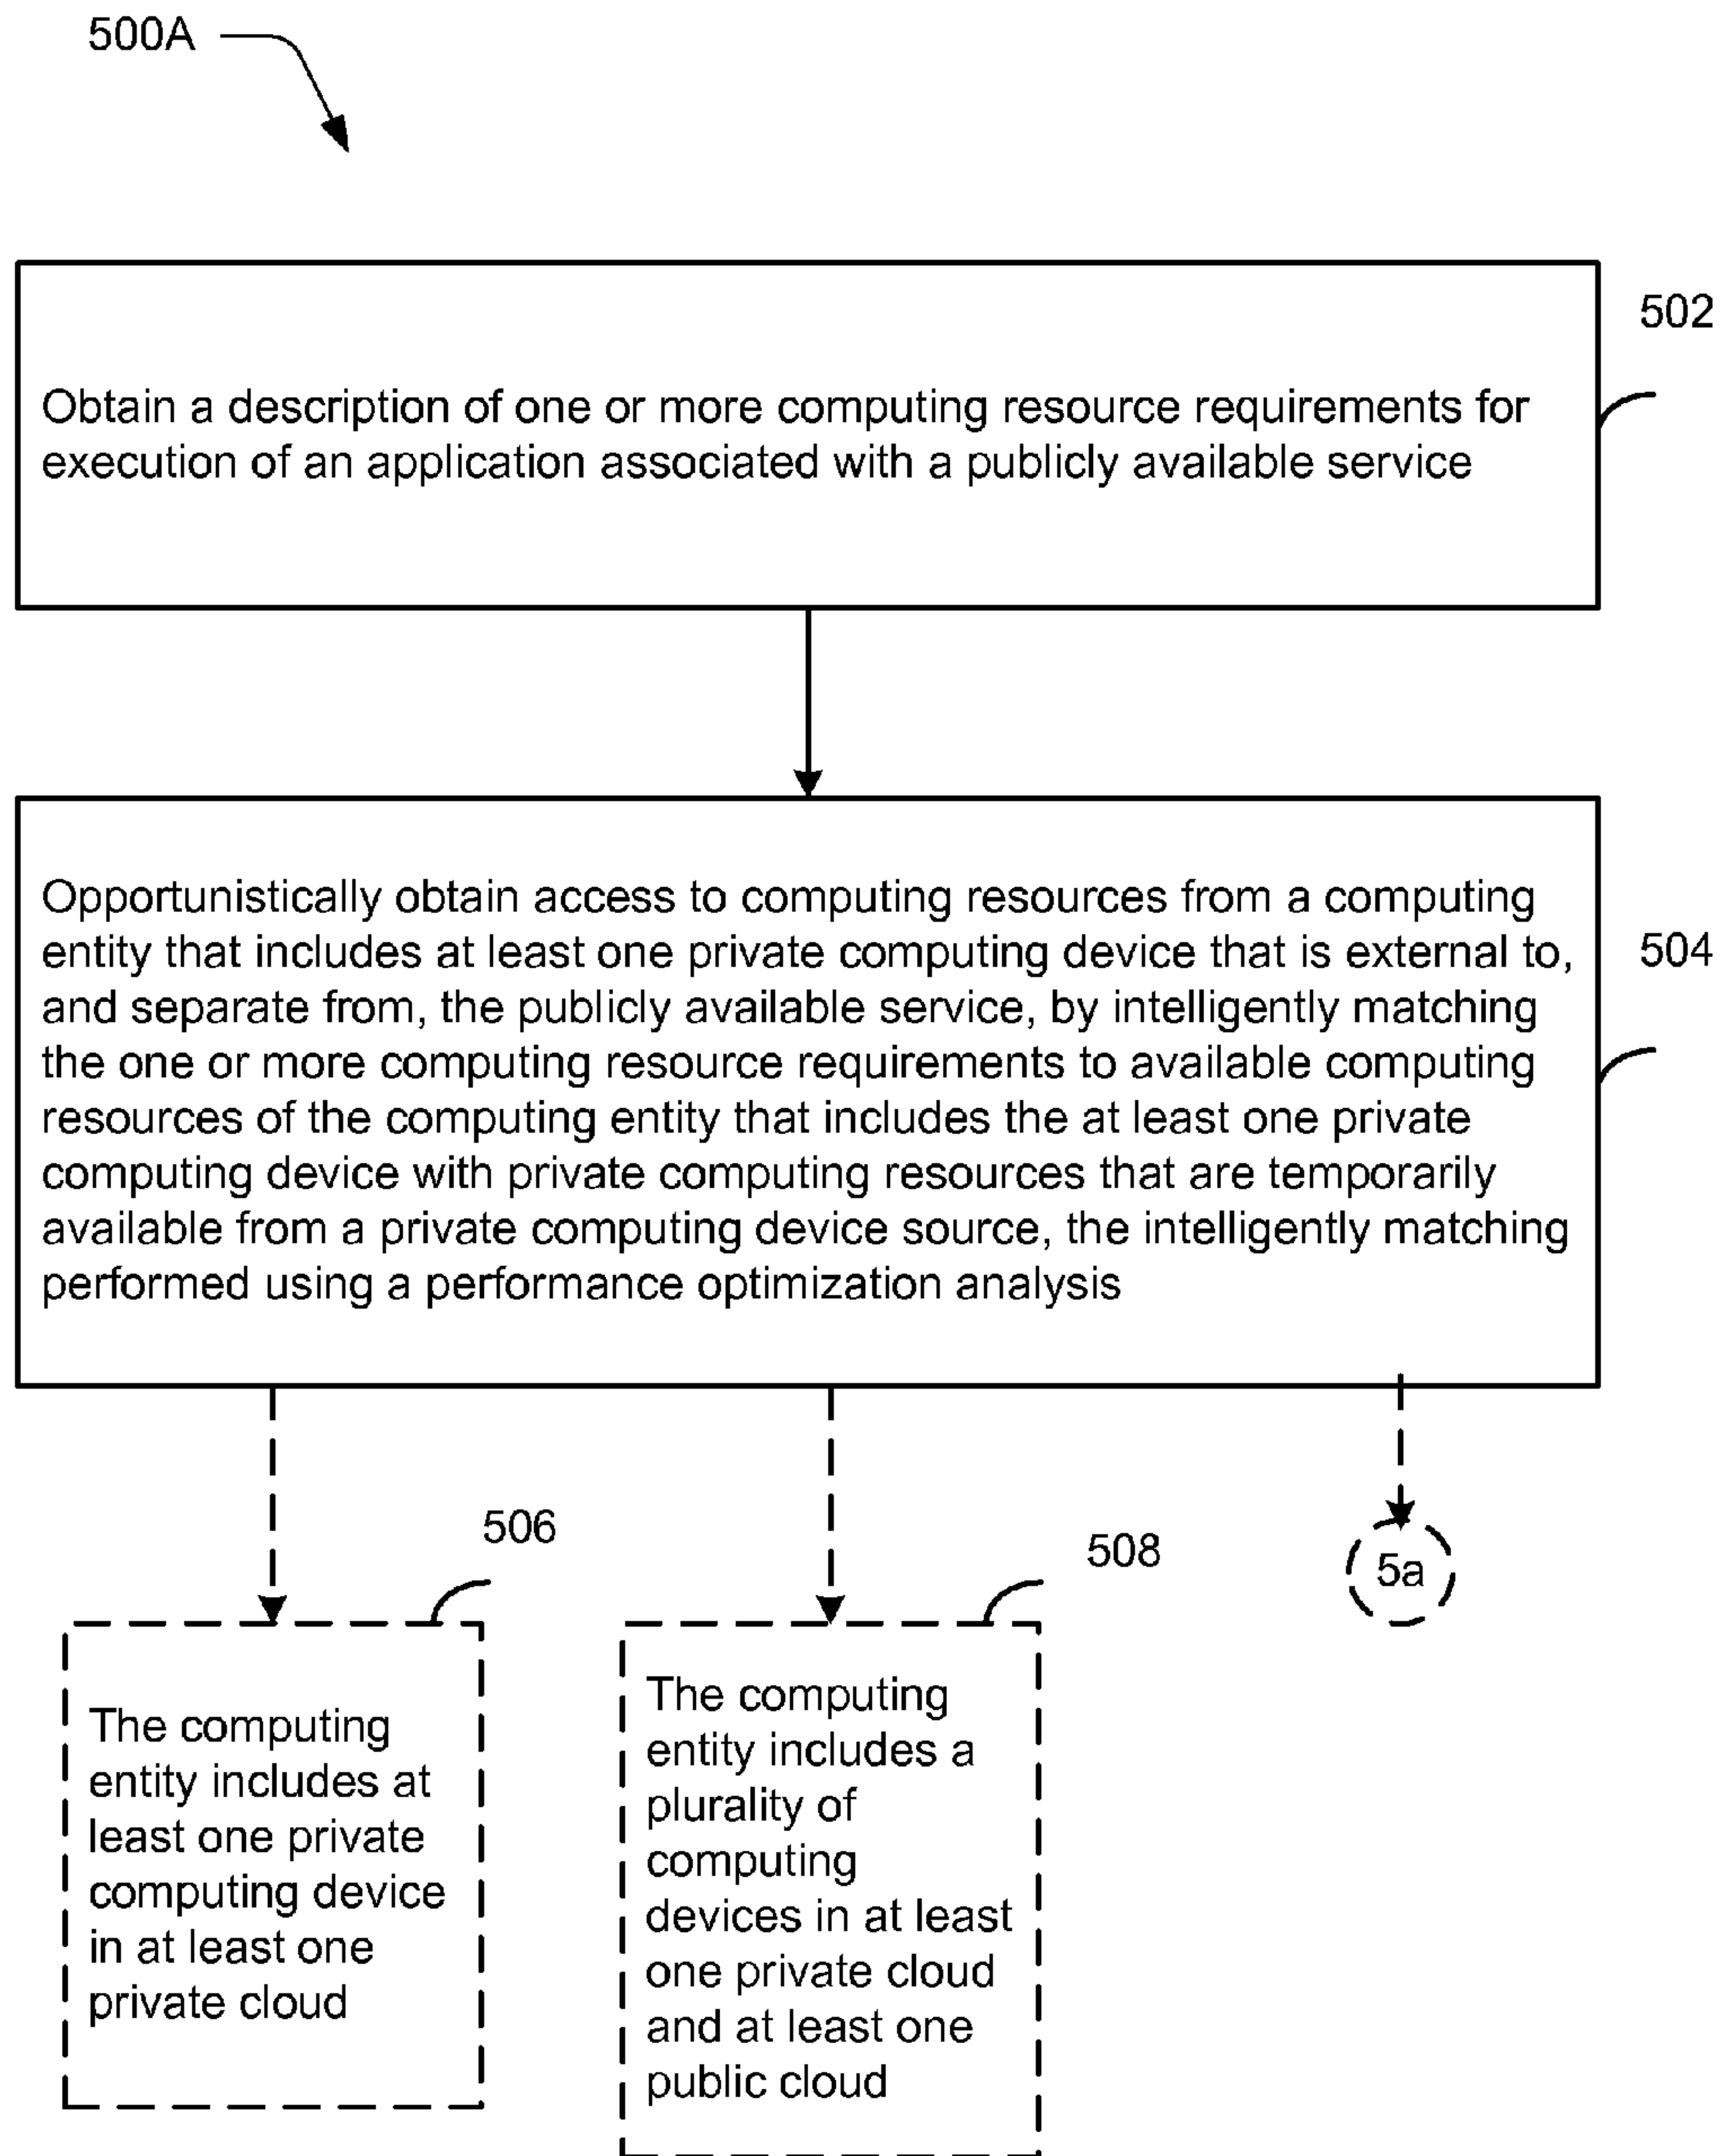 500A
502
Obtain a description of one or more computing resource requirements for
execution of an application associated with a publicly available service
504
Opportunistically obtain access to computing resources from a computing
entity that includes at least one private computing device that is external to,
and separate from, the publicly available service, by intelligently matching
the one or more computing resource requirements to available computing
resources of the computing entity that includes the at least one private
computing device with private computing resources that are temporarily
available from a private computing device source, the intelligently matching
performed using a performance optimization analysis
506
The computing
entity includes at
least one private
computing device
in at least one
private cloud
508
The computing
entity includes a
plurality of
computing
devices in at least
one private cloud
and at least one
public cloud
5a